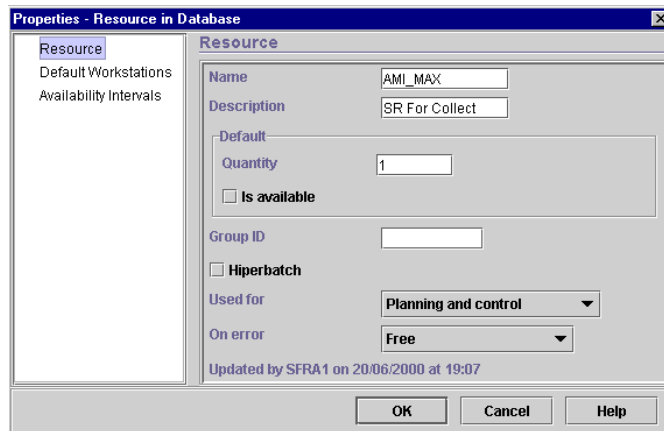 Properties - Resource in Database
Resource
Default Workstations
Availability Intervals
Resource
Name AMI_MAX
Description SR For Collect
Default
Quantity 1
Is available
Group ID
Hiperbatch
Used for Planning and control
On error Free
Updated by SFRA1 on 20/06/2000 at 19:07
OK Cancel Help